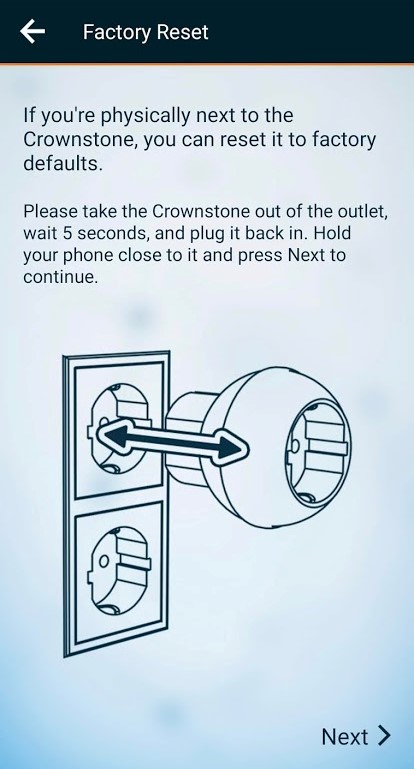 Factory Reset
If you're physically next to the
Crownstone, you can reset it to factory
defaults.
Please take the Crownstone out of the outlet,
wait 5 seconds, and plug it back in. Hold
your phone close to it and press Next to
continue.
Next